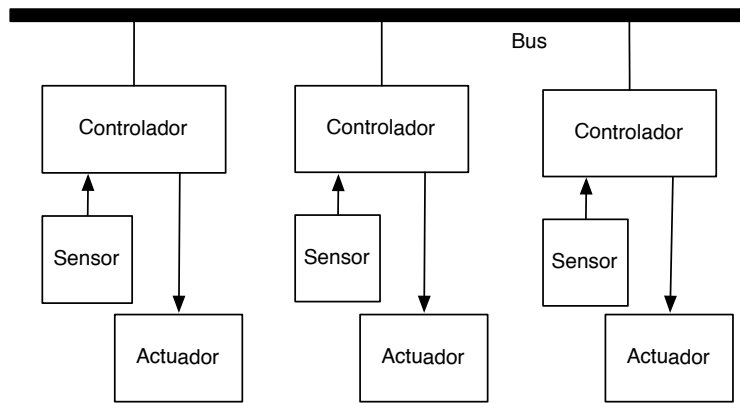 Bus
Controlador
Controlador
Controlador
Sensor
Sensor
Sensor
Actuador
Actuador
Actuador